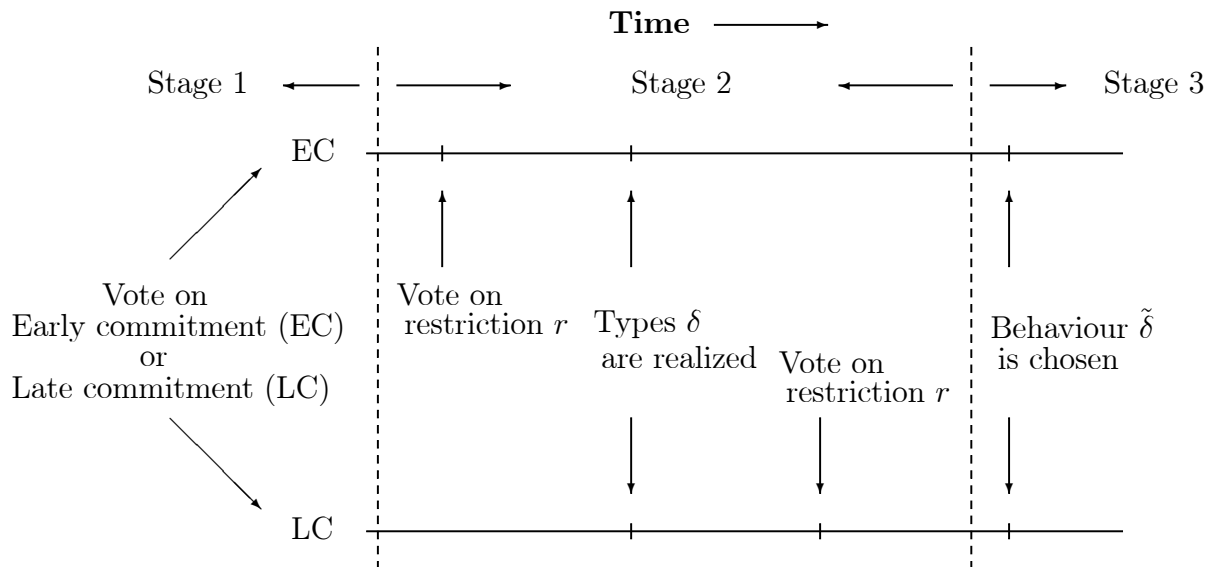 Time
Stage 1
Stage 2
Stage 3
EC
Vote on
Early commitment (EC)
or
Late commitment (LC)
Vote on
restriction r
Types δ
are realized
Vote on
restriction r
Behaviour δ̃
is chosen
LC